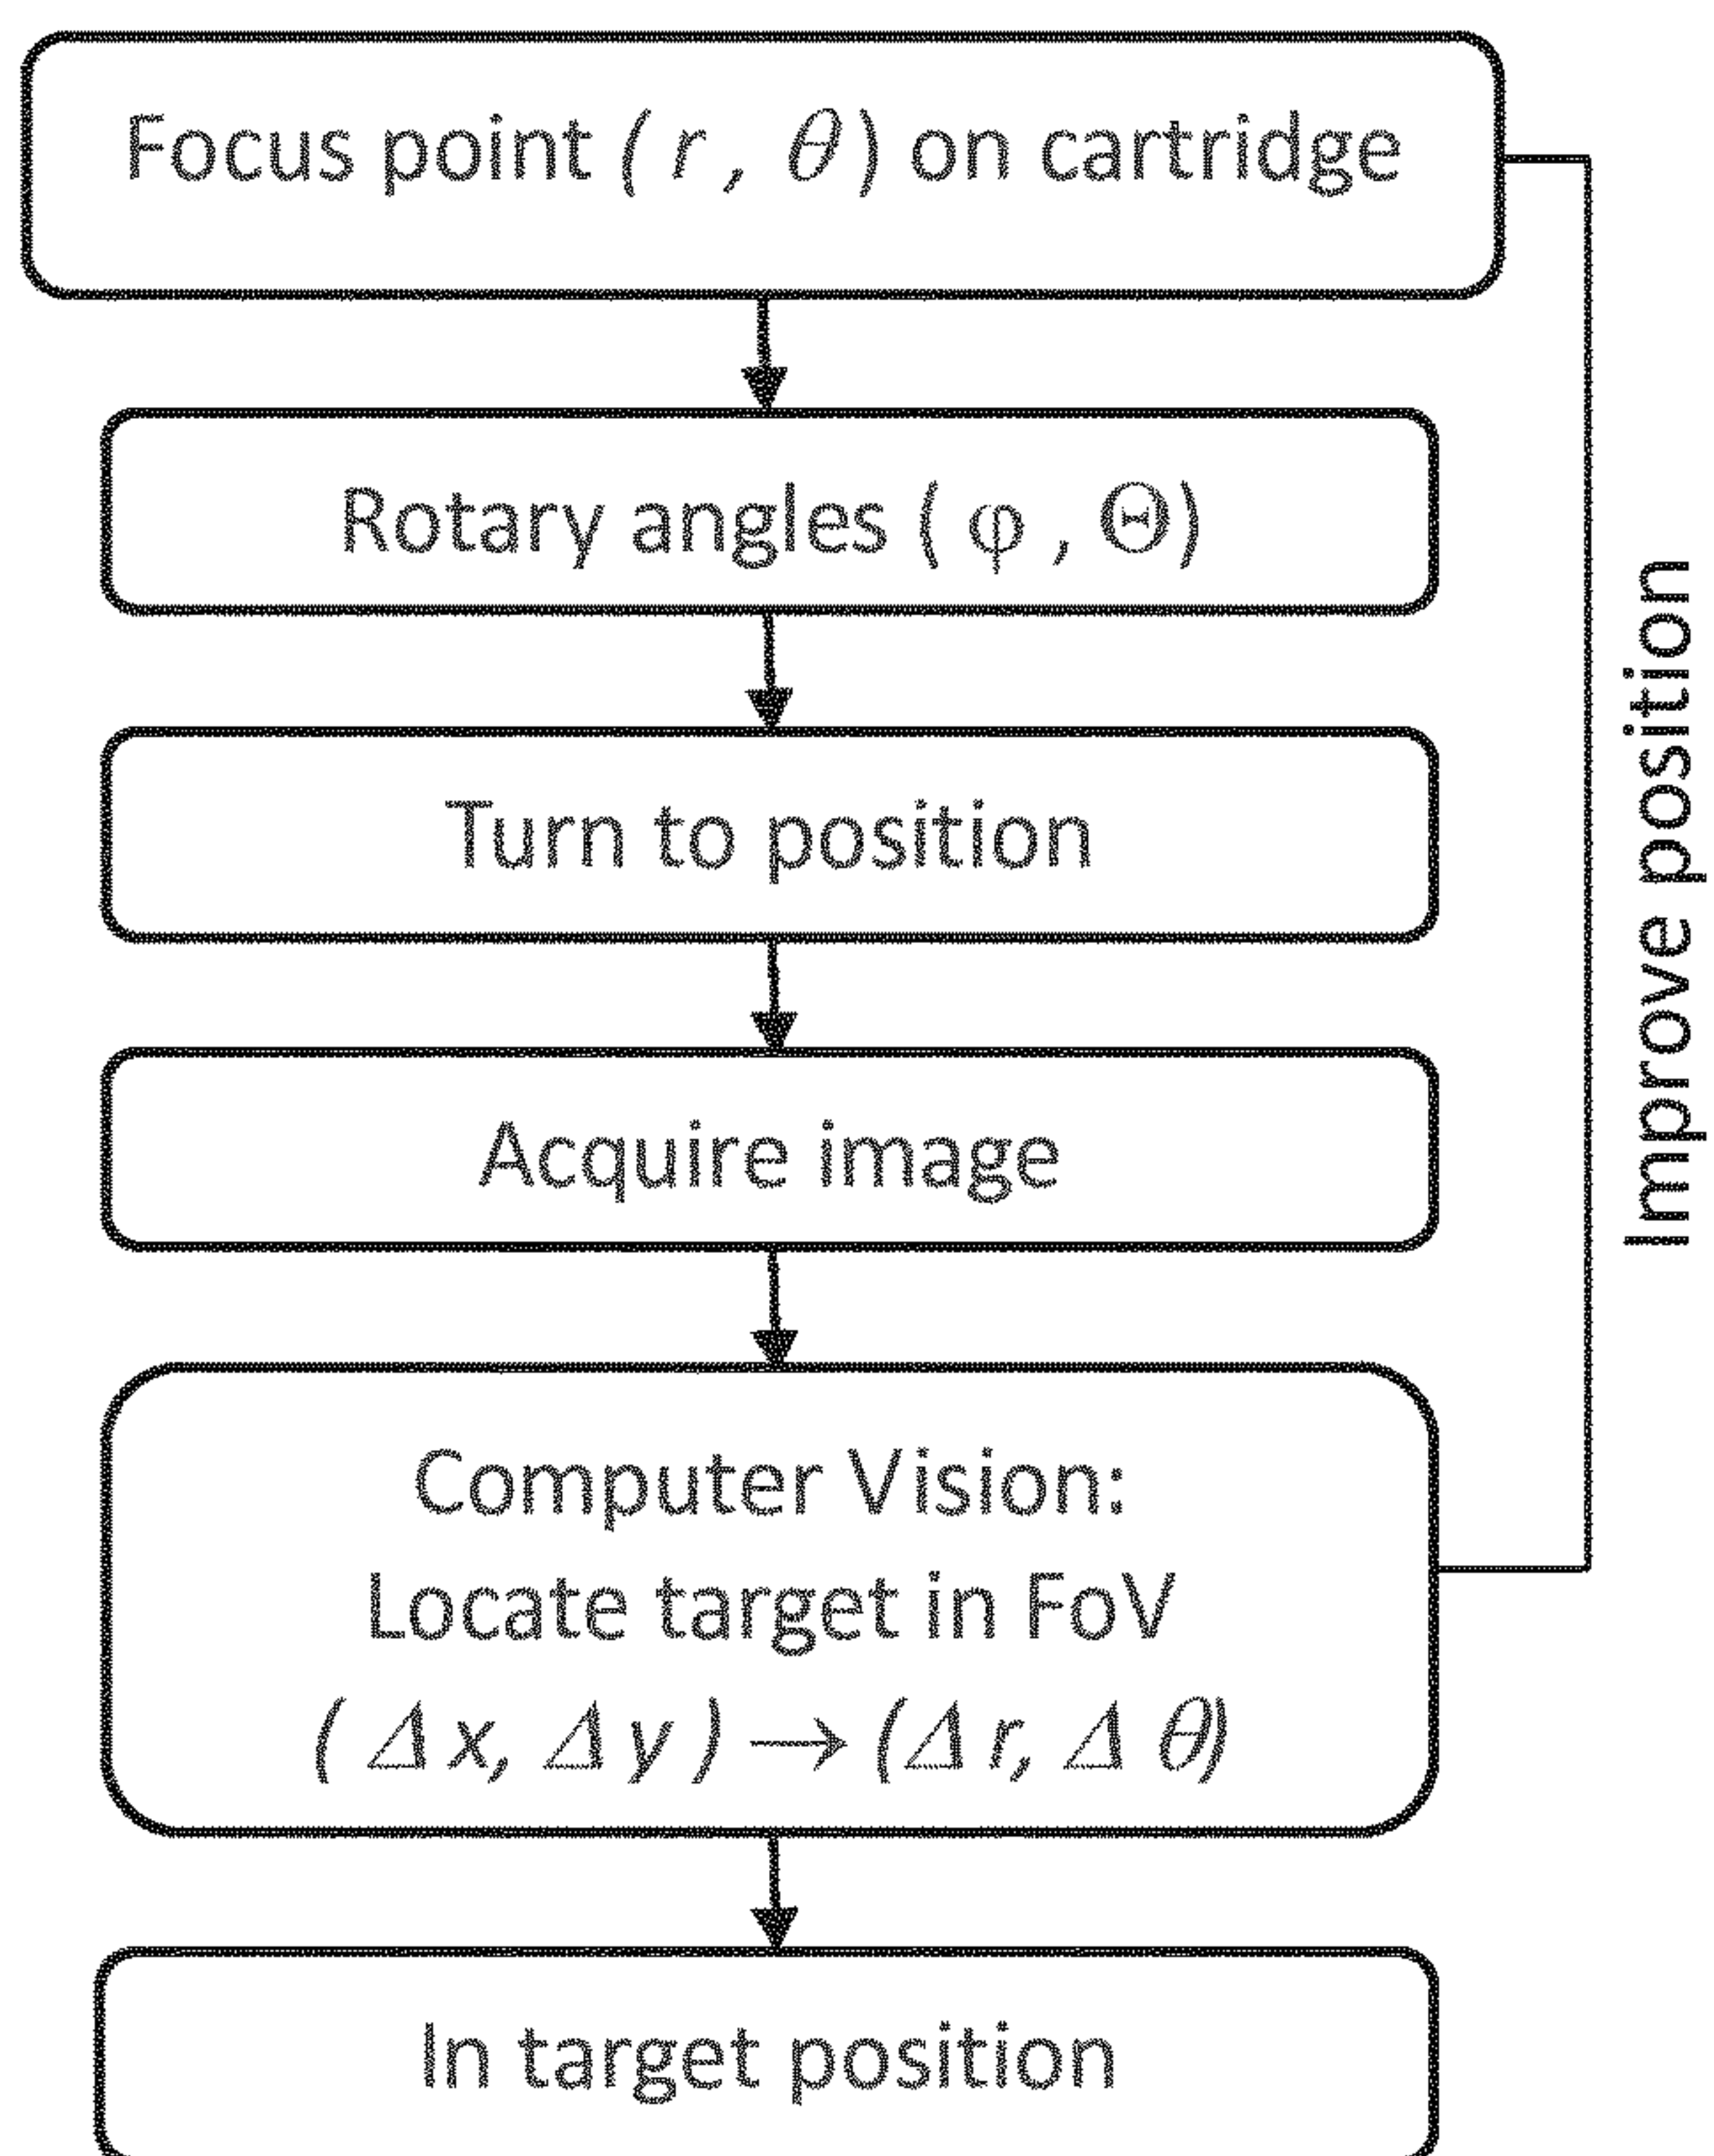 Focus point ( r , θ ) on cartridge
Rotary angles ( φ , Θ)
Turn to position
Acquire image
Computer Vision:
Locate target in FoV
( Δ x, Δ y ) → (Δ r, Δ θ)
In target position
Improve position